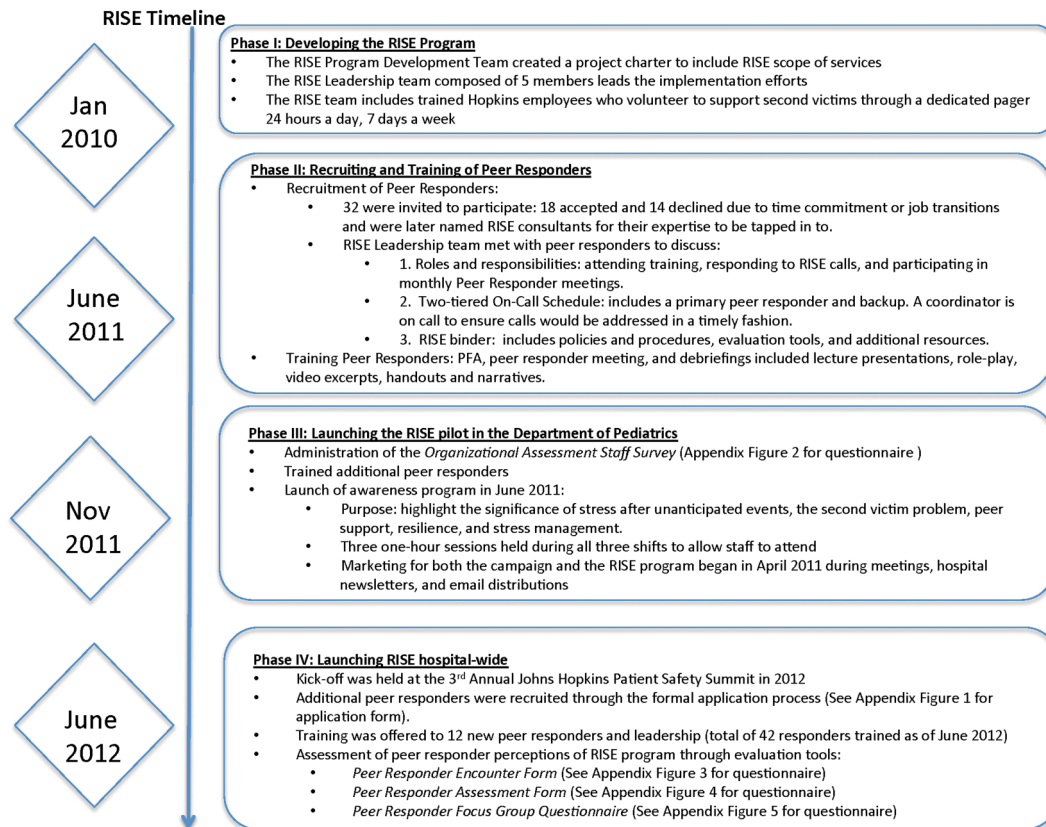 RISE Timeline
Jan
2010
Phase I: Developing the RISE Program
• The RISE Program Development Team created a project charter to include RISE scope of services
• The RISE Leadership team composed of 5 members leads the implementation efforts
• The RISE team includes trained Hopkins employees who volunteer to support second victims through a dedicated pager
24 hours a day, 7 days a week
June
2011
Phase II: Recruiting and Training of Peer Responders
• Recruitment of Peer Responders:
• 32 were invited to participate: 18 accepted and 14 declined due to time commitment or job transitions
and were later named RISE consultants for their expertise to be tapped in to.
• RISE Leadership team met with peer responders to discuss:
• 1. Roles and responsibilities: attending training, responding to RISE calls, and participating in
monthly Peer Responder meetings.
• 2. Two-tiered On-Call Schedule: includes a primary peer responder and backup. A coordinator is
on call to ensure calls would be addressed in a timely fashion.
• 3. RISE binder: includes policies and procedures, evaluation tools, and additional resources.
• Training Peer Responders: PFA, peer responder meeting, and debriefings included lecture presentations, role-play,
video excerpts, handouts and narratives.
Nov
2011
Phase III: Launching the RISE pilot in the Department of Pediatrics
• Administration of the Organizational Assessment Staff Survey (Appendix Figure 2 for questionnaire )
• Trained additional peer responders
• Launch of awareness program in June 2011:
• Purpose: highlight the significance of stress after unanticipated events, the second victim problem, peer
support, resilience, and stress management.
• Three one-hour sessions held during all three shifts to allow staff to attend
• Marketing for both the campaign and the RISE program began in April 2011 during meetings, hospital
newsletters, and email distributions
June
2012
Phase IV: Launching RISE hospital-wide
• Kick-off was held at the 3rd Annual Johns Hopkins Patient Safety Summit in 2012
• Additional peer responders were recruited through the formal application process (See Appendix Figure 1 for
application form).
• Training was offered to 12 new peer responders and leadership (total of 42 responders trained as of June 2012)
• Assessment of peer responder perceptions of RISE program through evaluation tools:
• Peer Responder Encounter Form (See Appendix Figure 3 for questionnaire)
• Peer Responder Assessment Form (See Appendix Figure 4 for questionnaire)
• Peer Responder Focus Group Questionnaire (See Appendix Figure 5 for questionnaire)